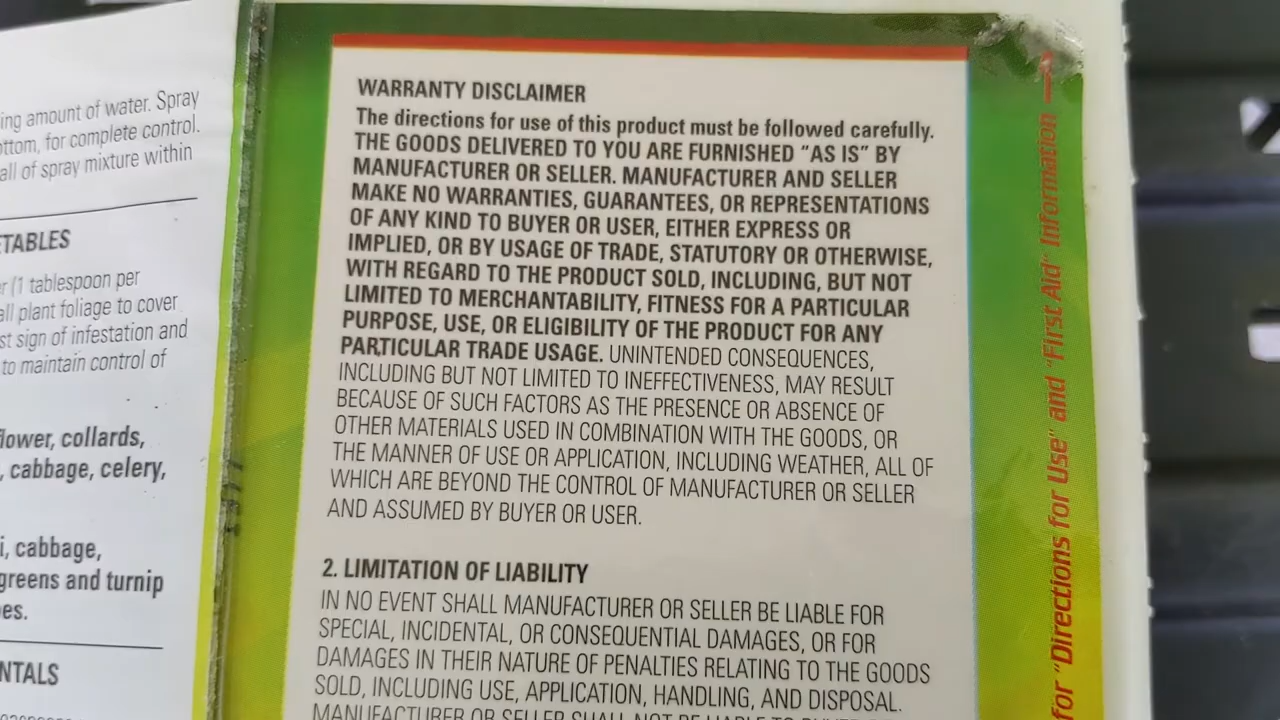 ing amount of water. Spray
ottom, for complete control.
all of spray mixture within
TABLES
r (1 tablespoon per
all plant foliage to cover
st sign of infestation and
to maintain control of
flower, collards,
, cabbage, celery,
i, cabbage,
greens and turnip
es.
NTALS
WARRANTY DISCLAIMER
The directions for use of this product must be followed carefully.
THE GOODS DELIVERED TO YOU ARE FURNISHED “AS IS” BY
MANUFACTURER OR SELLER. MANUFACTURER AND SELLER
MAKE NO WARRANTIES, GUARANTEES, OR REPRESENTATIONS
OF ANY KIND TO BUYER OR USER, EITHER EXPRESS OR
IMPLIED, OR BY USAGE OF TRADE, STATUTORY OR OTHERWISE,
WITH REGARD TO THE PRODUCT SOLD, INCLUDING, BUT NOT
LIMITED TO MERCHANTABILITY, FITNESS FOR A PARTICULAR
PURPOSE, USE, OR ELIGIBILITY OF THE PRODUCT FOR ANY
PARTICULAR TRADE USAGE. UNINTENDED CONSEQUENCES,
INCLUDING BUT NOT LIMITED TO INEFFECTIVENESS, MAY RESULT
BECAUSE OF SUCH FACTORS AS THE PRESENCE OR ABSENCE OF
OTHER MATERIALS USED IN COMBINATION WITH THE GOODS, OR
THE MANNER OF USE OR APPLICATION, INCLUDING WEATHER, ALL OF
WHICH ARE BEYOND THE CONTROL OF MANUFACTURER OR SELLER
AND ASSUMED BY BUYER OR USER.
2. LIMITATION OF LIABILITY
IN NO EVENT SHALL MANUFACTURER OR SELLER BE LIABLE FOR
SPECIAL, INCIDENTAL, OR CONSEQUENTIAL DAMAGES, OR FOR
DAMAGES IN THEIR NATURE OF PENALTIES RELATING TO THE GOODS
SOLD, INCLUDING USE, APPLICATION, HANDLING, AND DISPOSAL.
MANUFACTURER OR SELLER SHALL NOT BE LIABLE TO
for "Directions for Use" and "First Aid" Information